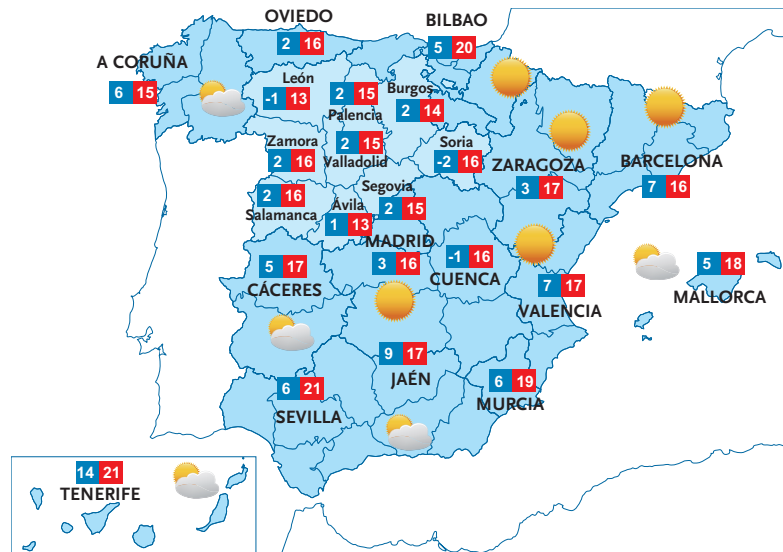 OVIEDO
2 16
BILBAO
5 20
A CORUÑA
6 15
León
-1 13
2 15
Palencia
Burgos
2 14
Zamora
2 16
2 15
Valladolid
Soria
-2 16
ZARAGOZA
3 17
BARCELONA
7 16
2 16
Salamanca
Ávila
1 13
Segovia
2 15
MADRID
3 16
-1 16
CUENCA
5 17
CÁCERES
7 17
VALENCIA
5 18
MALLORCA
9 17
JAÉN
6 21
SEVILLA
6 19
MURCIA
14 21
TENERIFE